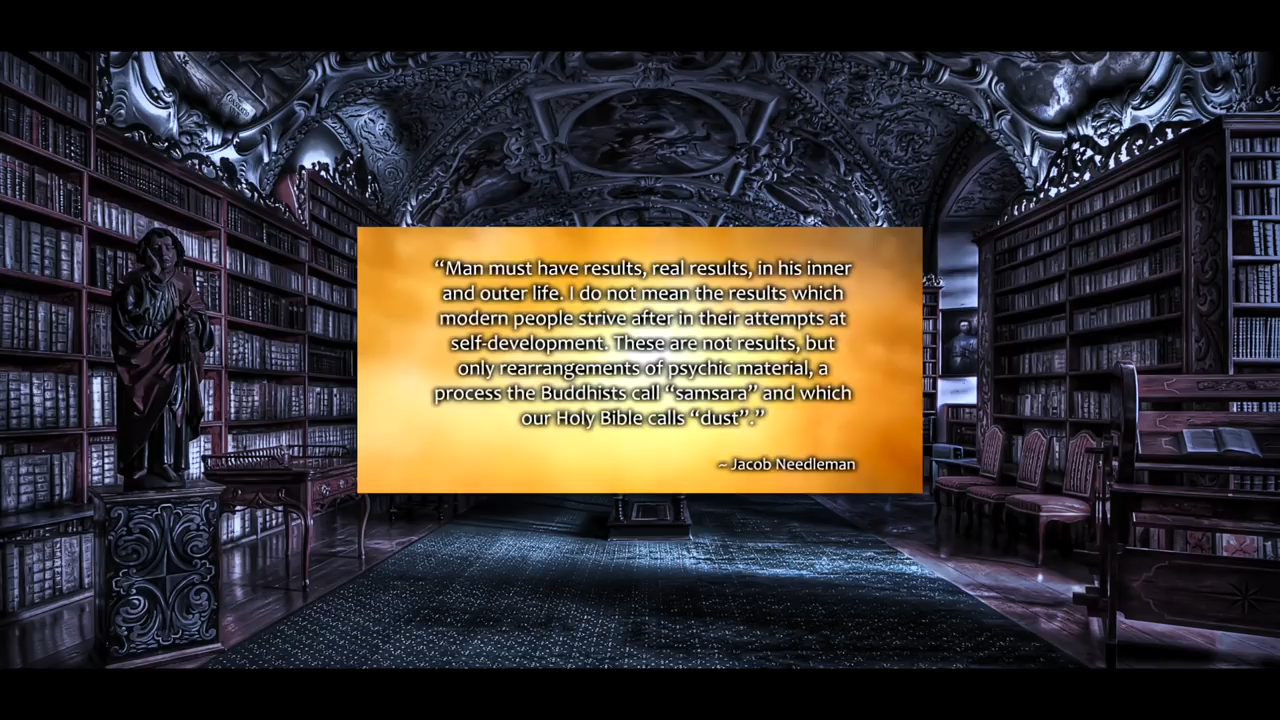 “Man must have results, real results, in his inner
and outer life. I do not mean the results which
modern people strive after in their attempts at
self-development. These are not results, but
only rearrangements of psychic material, a
process the Buddhists call “samsara” and which
our Holy Bible calls “dust”.”
~ Jacob Needleman